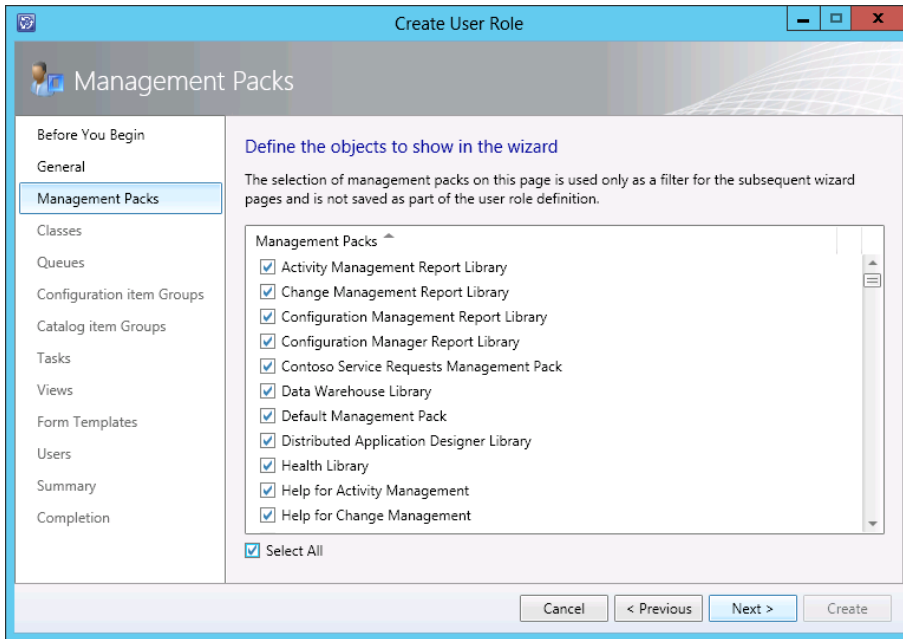 Create User Role
Management Packs
Before You Begin
General
Management Packs
Classes
Queues
Configuration item Groups
Catalog item Groups
Tasks
Views
Form Templates
Users
Summary
Completion
Define the objects to show in the wizard
The selection of management packs on this page is used only as a filter for the subsequent wizard
pages and is not saved as part of the user role definition.
Management Packs
Activity Management Report Library
Change Management Report Library
Configuration Management Report Library
Configuration Manager Report Library
Contoso Service Requests Management Pack
Data Warehouse Library
Default Management Pack
Distributed Application Designer Library
Health Library
Help for Activity Management
Help for Change Management
Select All
Cancel
< Previous
Next >
Create